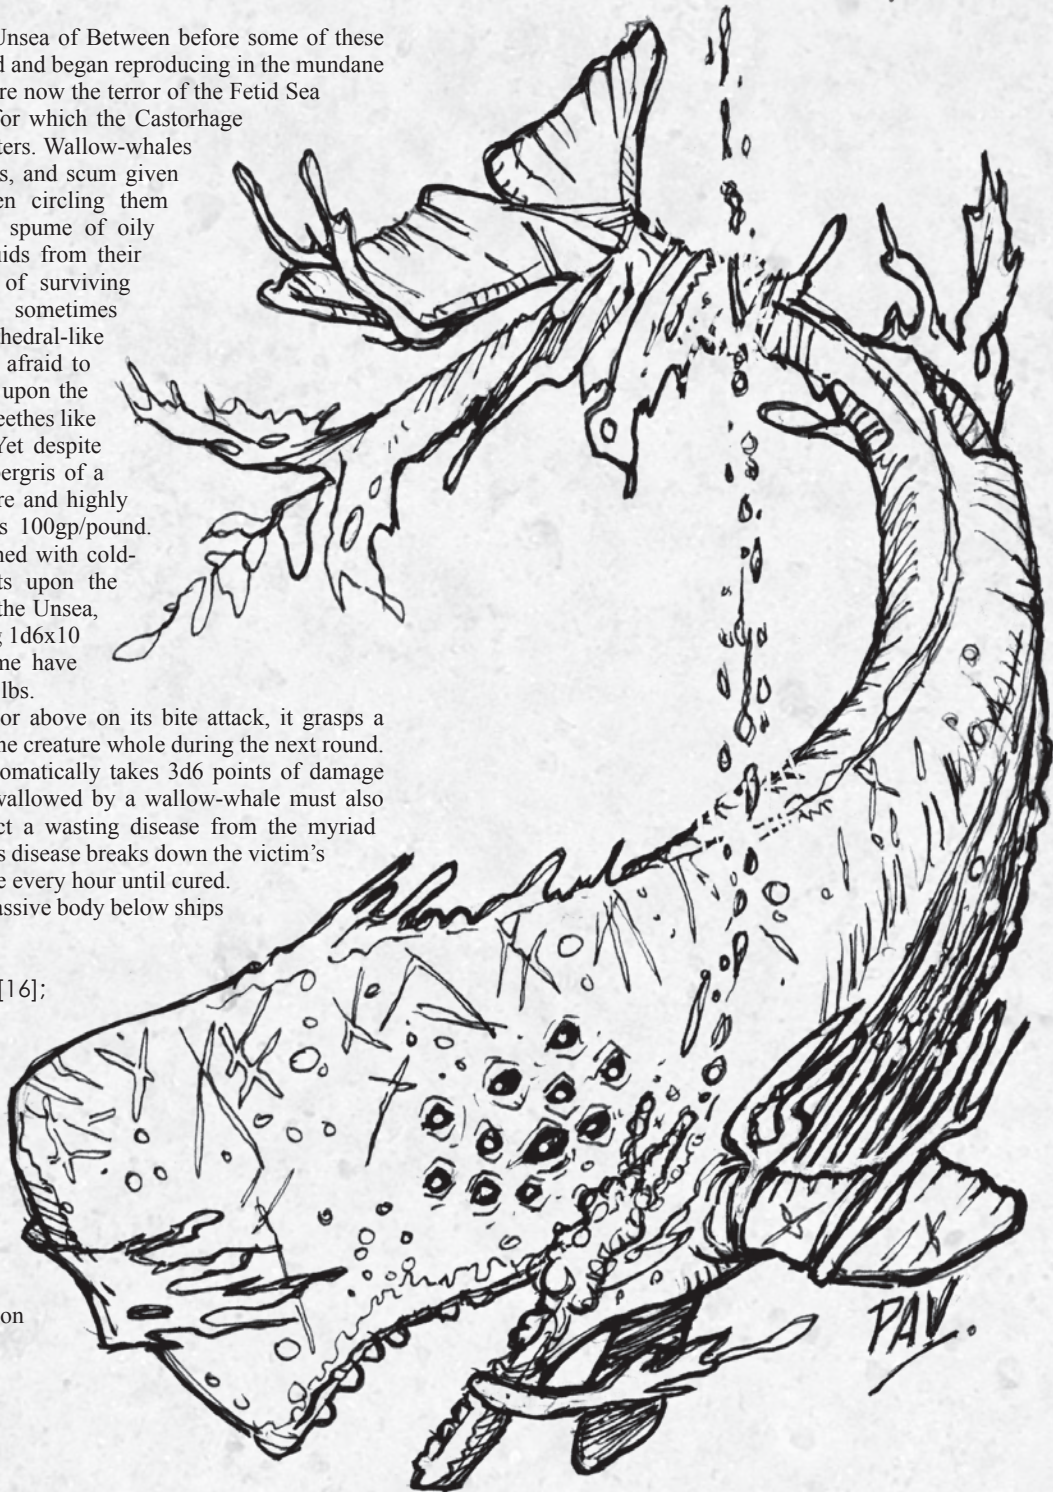 Unsea of Between before some of these
d and began reproducing in the mundane
re now the terror of the Fetid Sea
for which the Castorhage
ters. Wallow-whales
s, and scum given
en circling them
spume of oily
uids from their
of surviving
sometimes
hedral-like
afraid to
upon the
eethes like
Yet despite
bergris of a
re and highly
s 100gp/pound.
ned with cold-
ts upon the
the Unsea,
g 1d6x10
me have
lbs.
or above on its bite attack, it grasps a
he creature whole during the next round.
omatically takes 3d6 points of damage
wallowed by a wallow-whale must also
ct a wasting disease from the myriad
s disease breaks down the victim's
e every hour until cured.
assive body below ships
[16];
on
PAV.